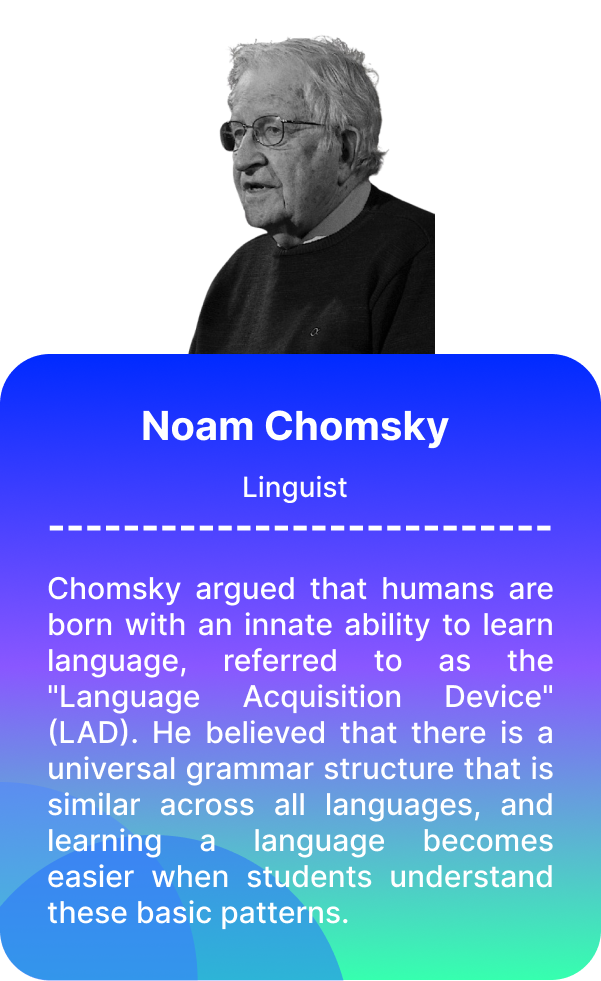 Noam Chomsky
Linguist
Chomsky argued that humans are
born with an innate ability to learn
language, referred to as the
"Language Acquisition Device"
(LAD). He believed that there is a
universal grammar structure that is
similar across all languages, and
learning a language becomes
easier when students understand
these basic patterns.